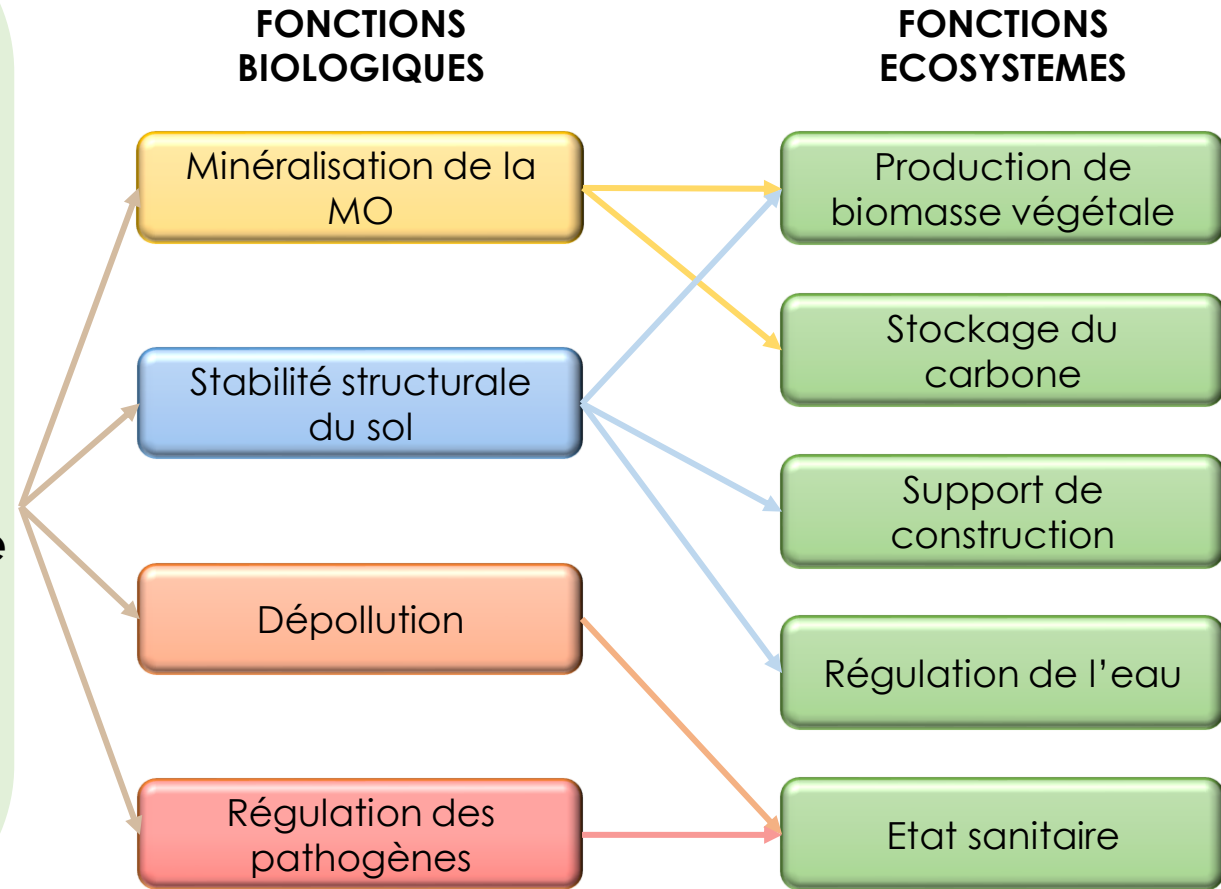 FONCTIONS
BIOLOGIQUES
FONCTIONS
ECOSYSTEMES
Minéralisation de la
MO
Production de
biomasse végétale
Stockage du
carbone
Stabilité structurale
du sol
Support de
construction
Dépollution
Régulation de l'eau
Régulation des
pathogènes
Etat sanitaire